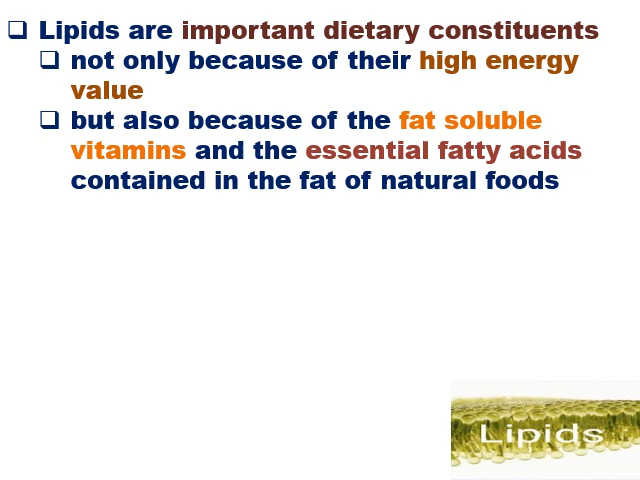 ❑ Lipids are important dietary constituents
❑ not only because of their high energy
value
❑ but also because of the fat soluble
vitamins and the essential fatty acids
contained in the fat of natural foods
Lipids